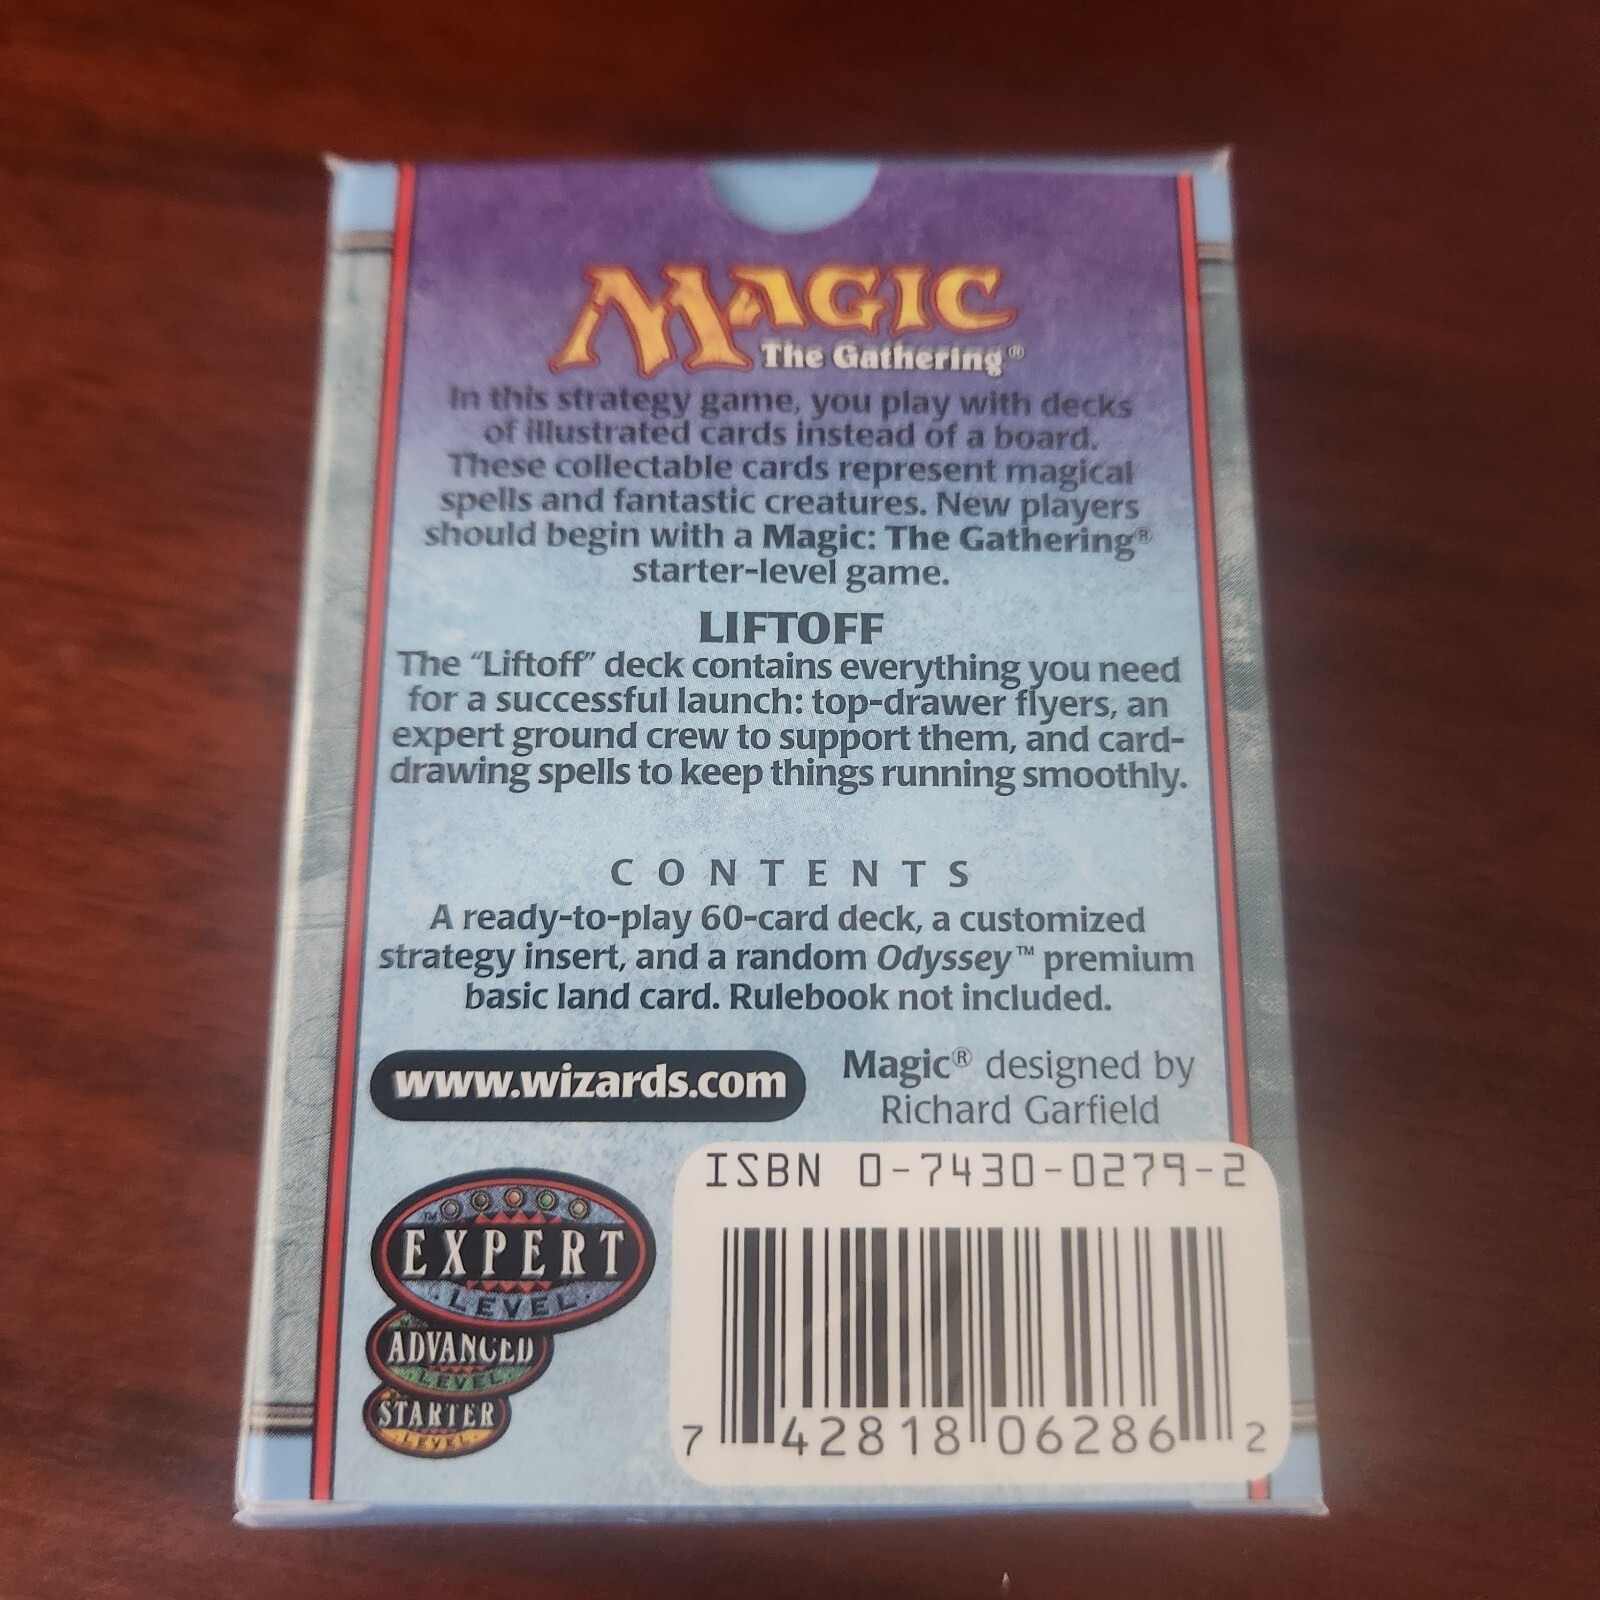 MAGIC
The Gathering®
In this strategy game, you play with decks
of illustrated cards instead of a board.
These collectable cards represent magical
spells and fantastic creatures. New players
should begin with a Magic: The Gathering®
starter-level game.
LIFTOFF
The “Liftoff” deck contains everything you need
for a successful launch: top-drawer flyers, an
expert ground crew to support them, and card-
drawing spells to keep things running smoothly.
CONTENTS
A ready-to-play 60-card deck, a customized
strategy insert, and a random Odyssey™ premium
basic land card. Rulebook not included.
www.wizards.com
Magic® designed by
Richard Garfield
ISBN 0-7430-0279-2
™
EXPERT
LEVEL
ADVANCED
LEVEL
STARTER
LEVEL
7 42818 06286 2